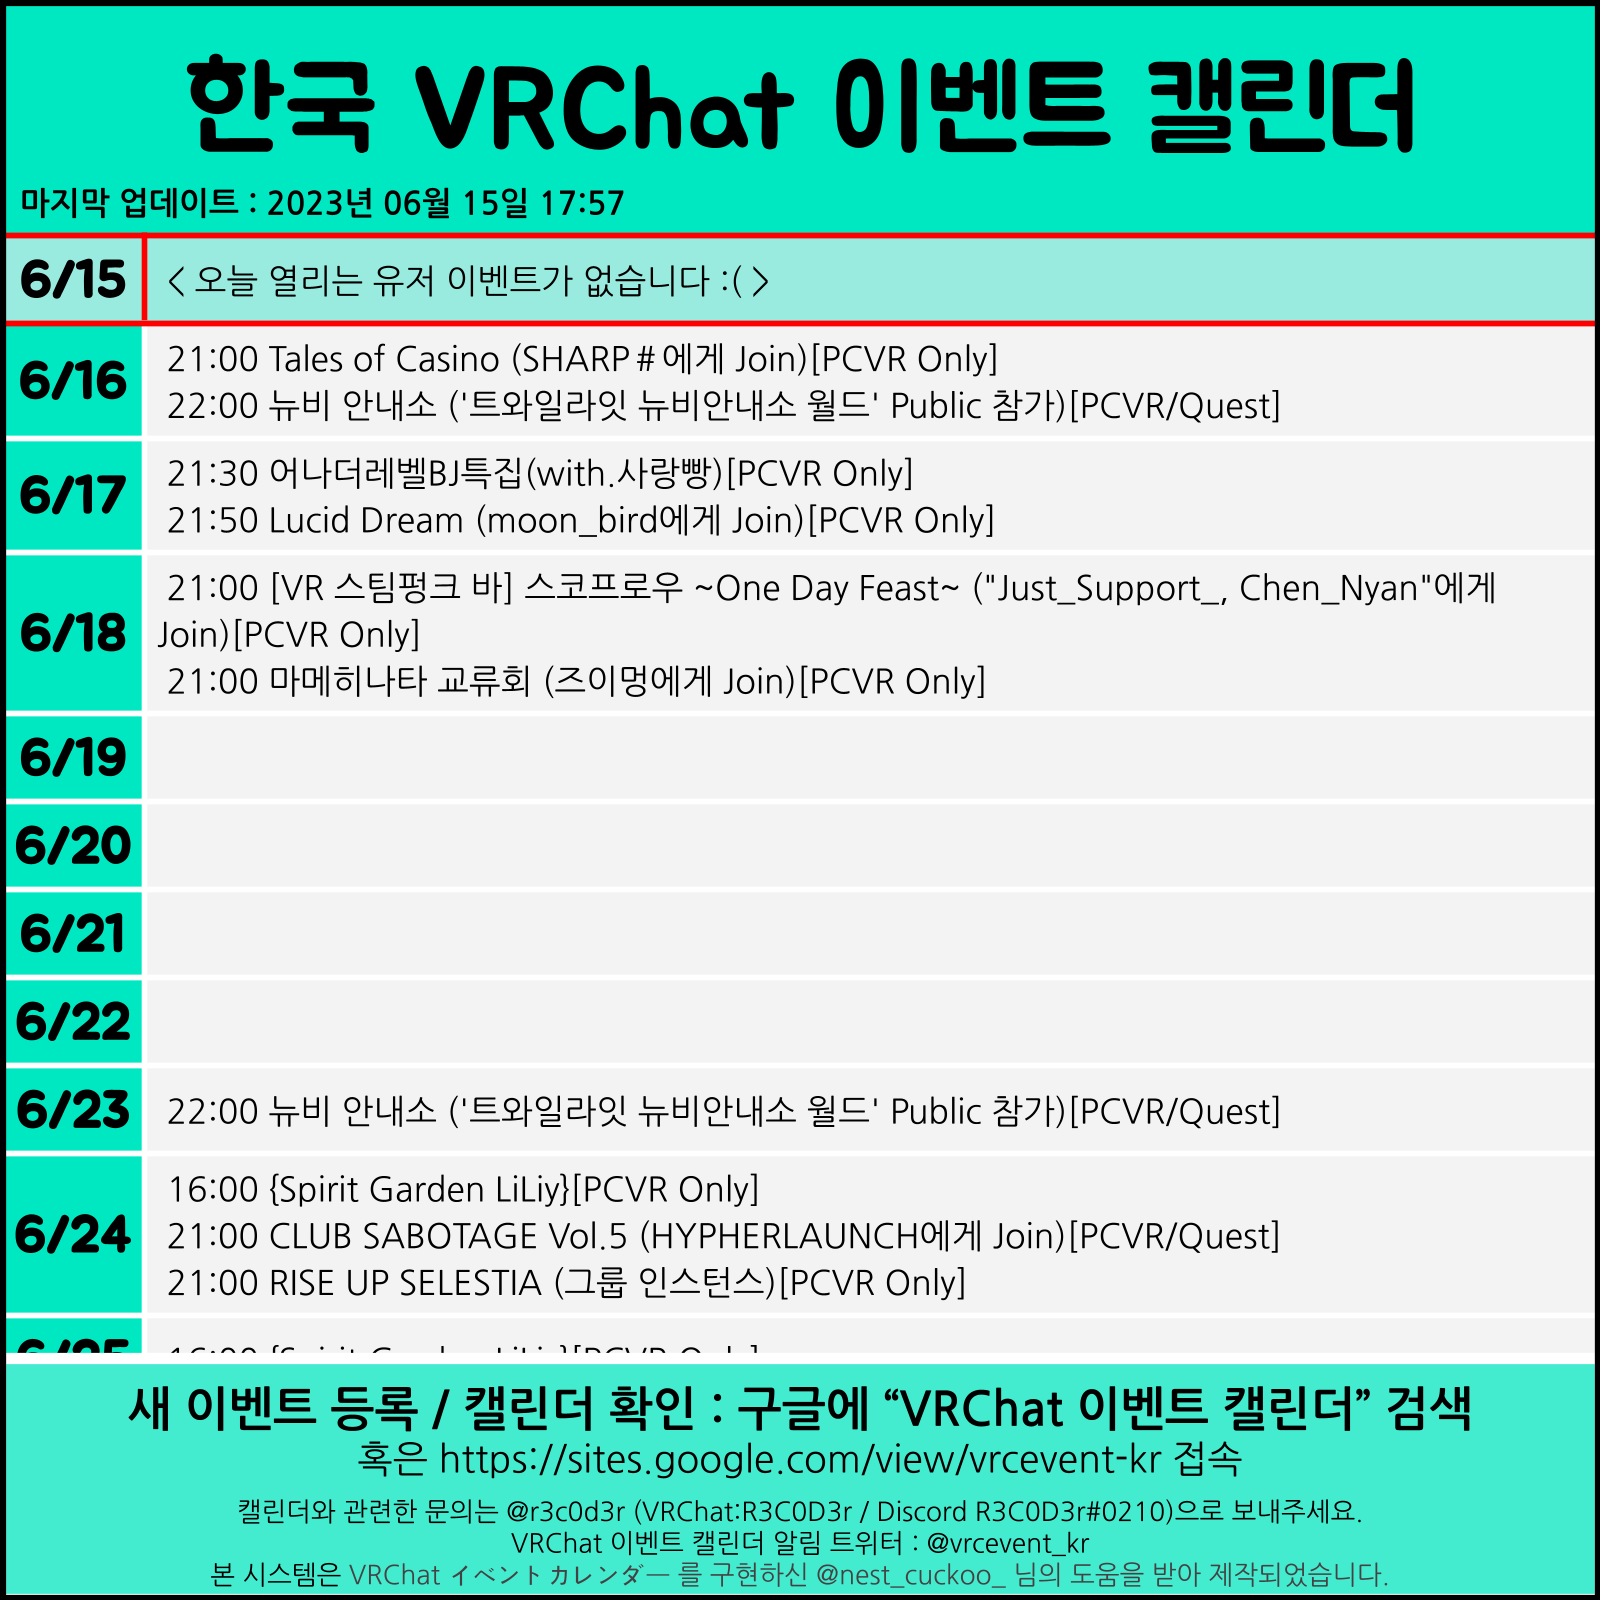 한국 VRChat 이벤트 캘린더
마지막 업데이트 : 2023년 06월 15일 17:57
6/15
< 오늘 열리는 유저 이벤트가 없습니다 :( >
6/16
21:00 Tales of Casino (SHARP#에게 Join)[PCVR Only]
22:00 뉴비 안내소 ('트와일라잇 뉴비안내소 월드' Public 참가)[PCVR/Quest]
6/17
21:30 어나더레벨BJ특집(with.사랑빵)[PCVR Only]
21:50 Lucid Dream (moon_bird에게 Join)[PCVR Only]
6/18
21:00 [VR 스팀펑크 바] 스코프로우 ~One Day Feast~ ("Just_Support_, Chen_Nyan"에게
Join)[PCVR Only]
21:00 마메히나타 교류회 (즈이멍에게 Join)[PCVR Only]
6/19
6/20
6/21
6/22
6/23
22:00 뉴비 안내소 ('트와일라잇 뉴비안내소 월드' Public 참가)[PCVR/Quest]
6/24
16:00 {Spirit Garden LiLiy}[PCVR Only]
21:00 CLUB SABOTAGE Vol.5 (HYPHERLAUNCH에게 Join)[PCVR/Quest]
21:00 RISE UP SELESTIA (그룹 인스턴스)[PCVR Only]
6/25
16:00 {Spirit Garden LiLiy}[PCVR Only]
새 이벤트 등록 / 캘린더 확인 : 구글에 “VRChat 이벤트 캘린더” 검색
혹은 https://sites.google.com/view/vrcevent-kr 접속
캘린더와 관련한 문의는 @r3c0d3r (VRChat:R3C0D3r / Discord R3C0D3r#0210)으로 보내주세요.
VRChat 이벤트 캘린더 알림 트위터 : @vrcevent_kr
본 시스템은 VRChat イベントカレンダー 를 구현하신 @nest_cuckoo_ 님의 도움을 받아 제작되었습니다.